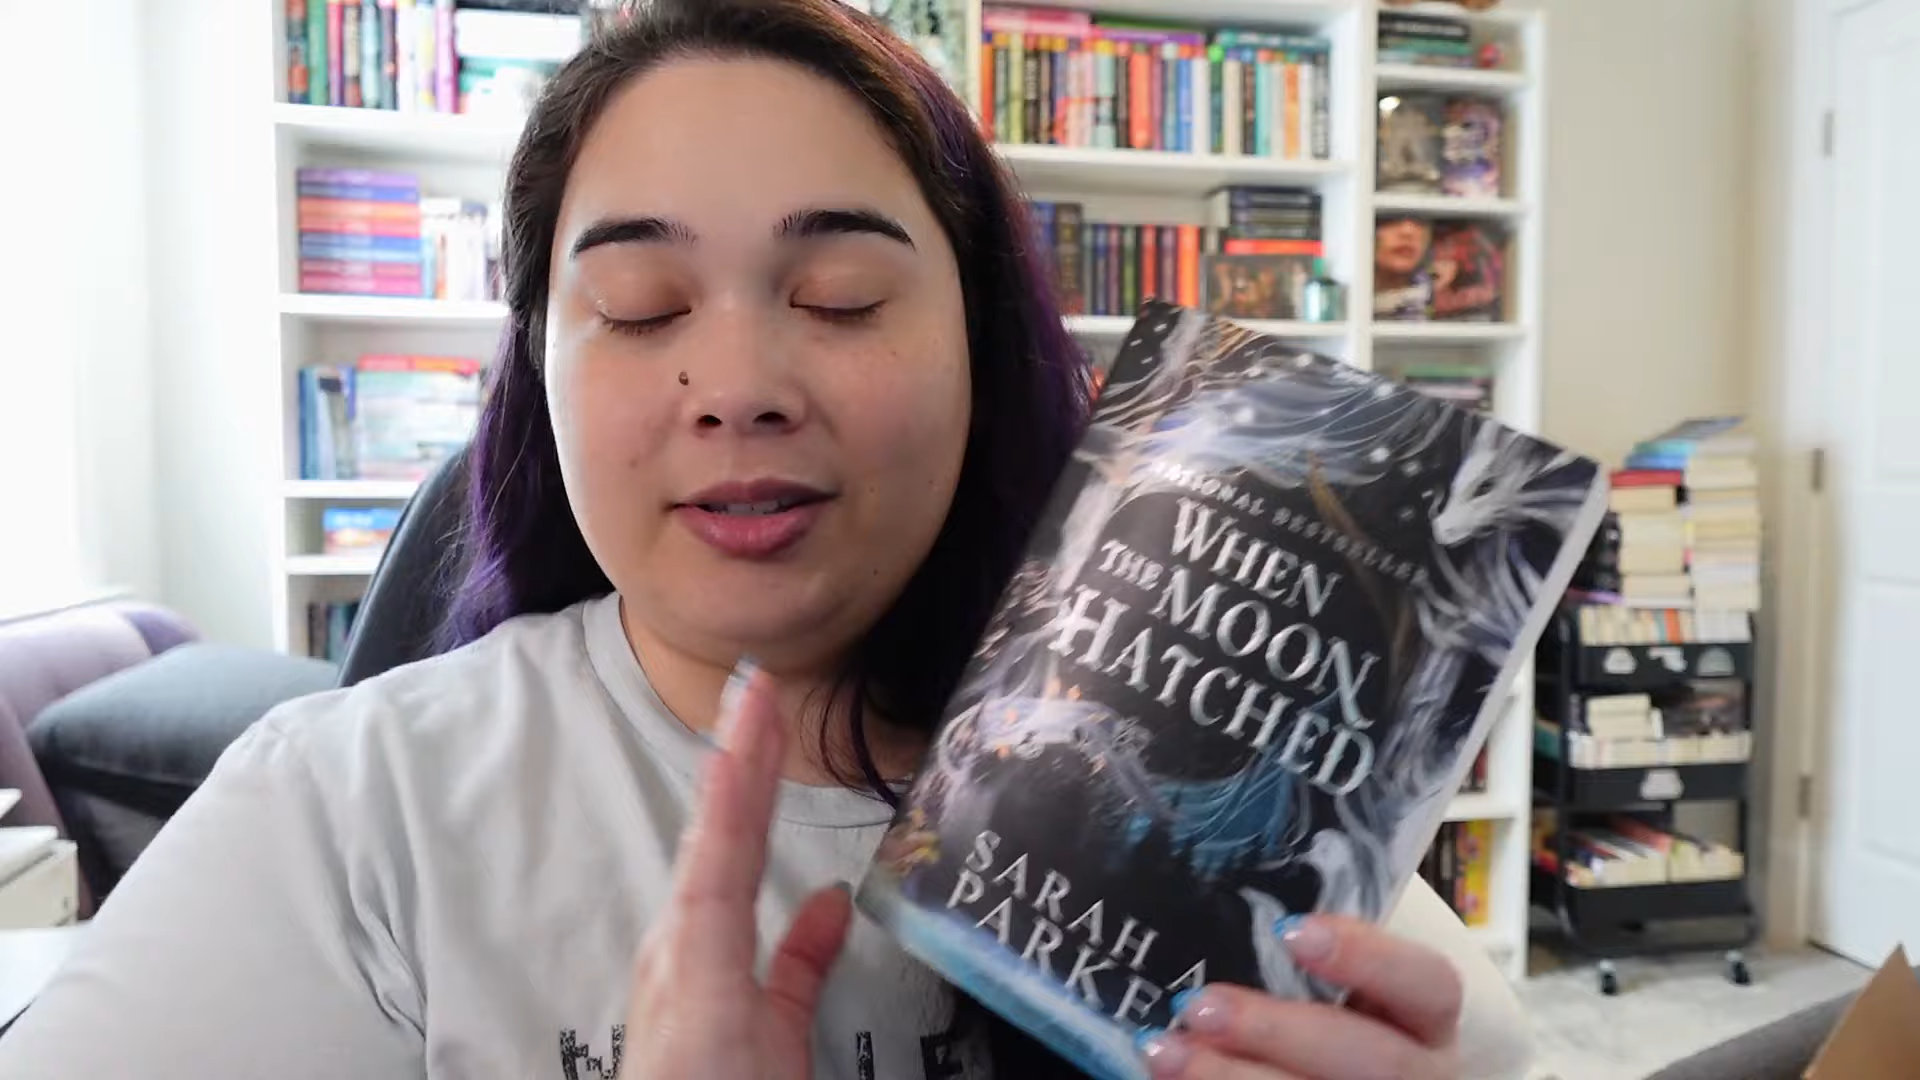 NATIONAL BESTSELLER
WHEN
THE MOON
HATCHED
SARAH A
PARKE